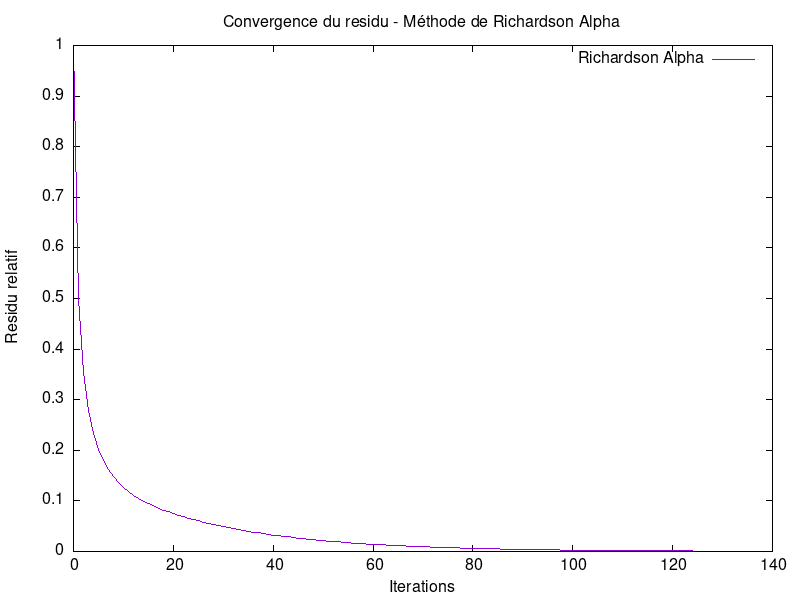 Convergence du residu - Méthode de Richardson Alpha
Richardson Alpha
1
0.9
0.8
0.7
0.6
0.5
0.4
0.3
0.2
0.1
0
Residu relatif
0 20 40 60 80 100 120 140
Iterations